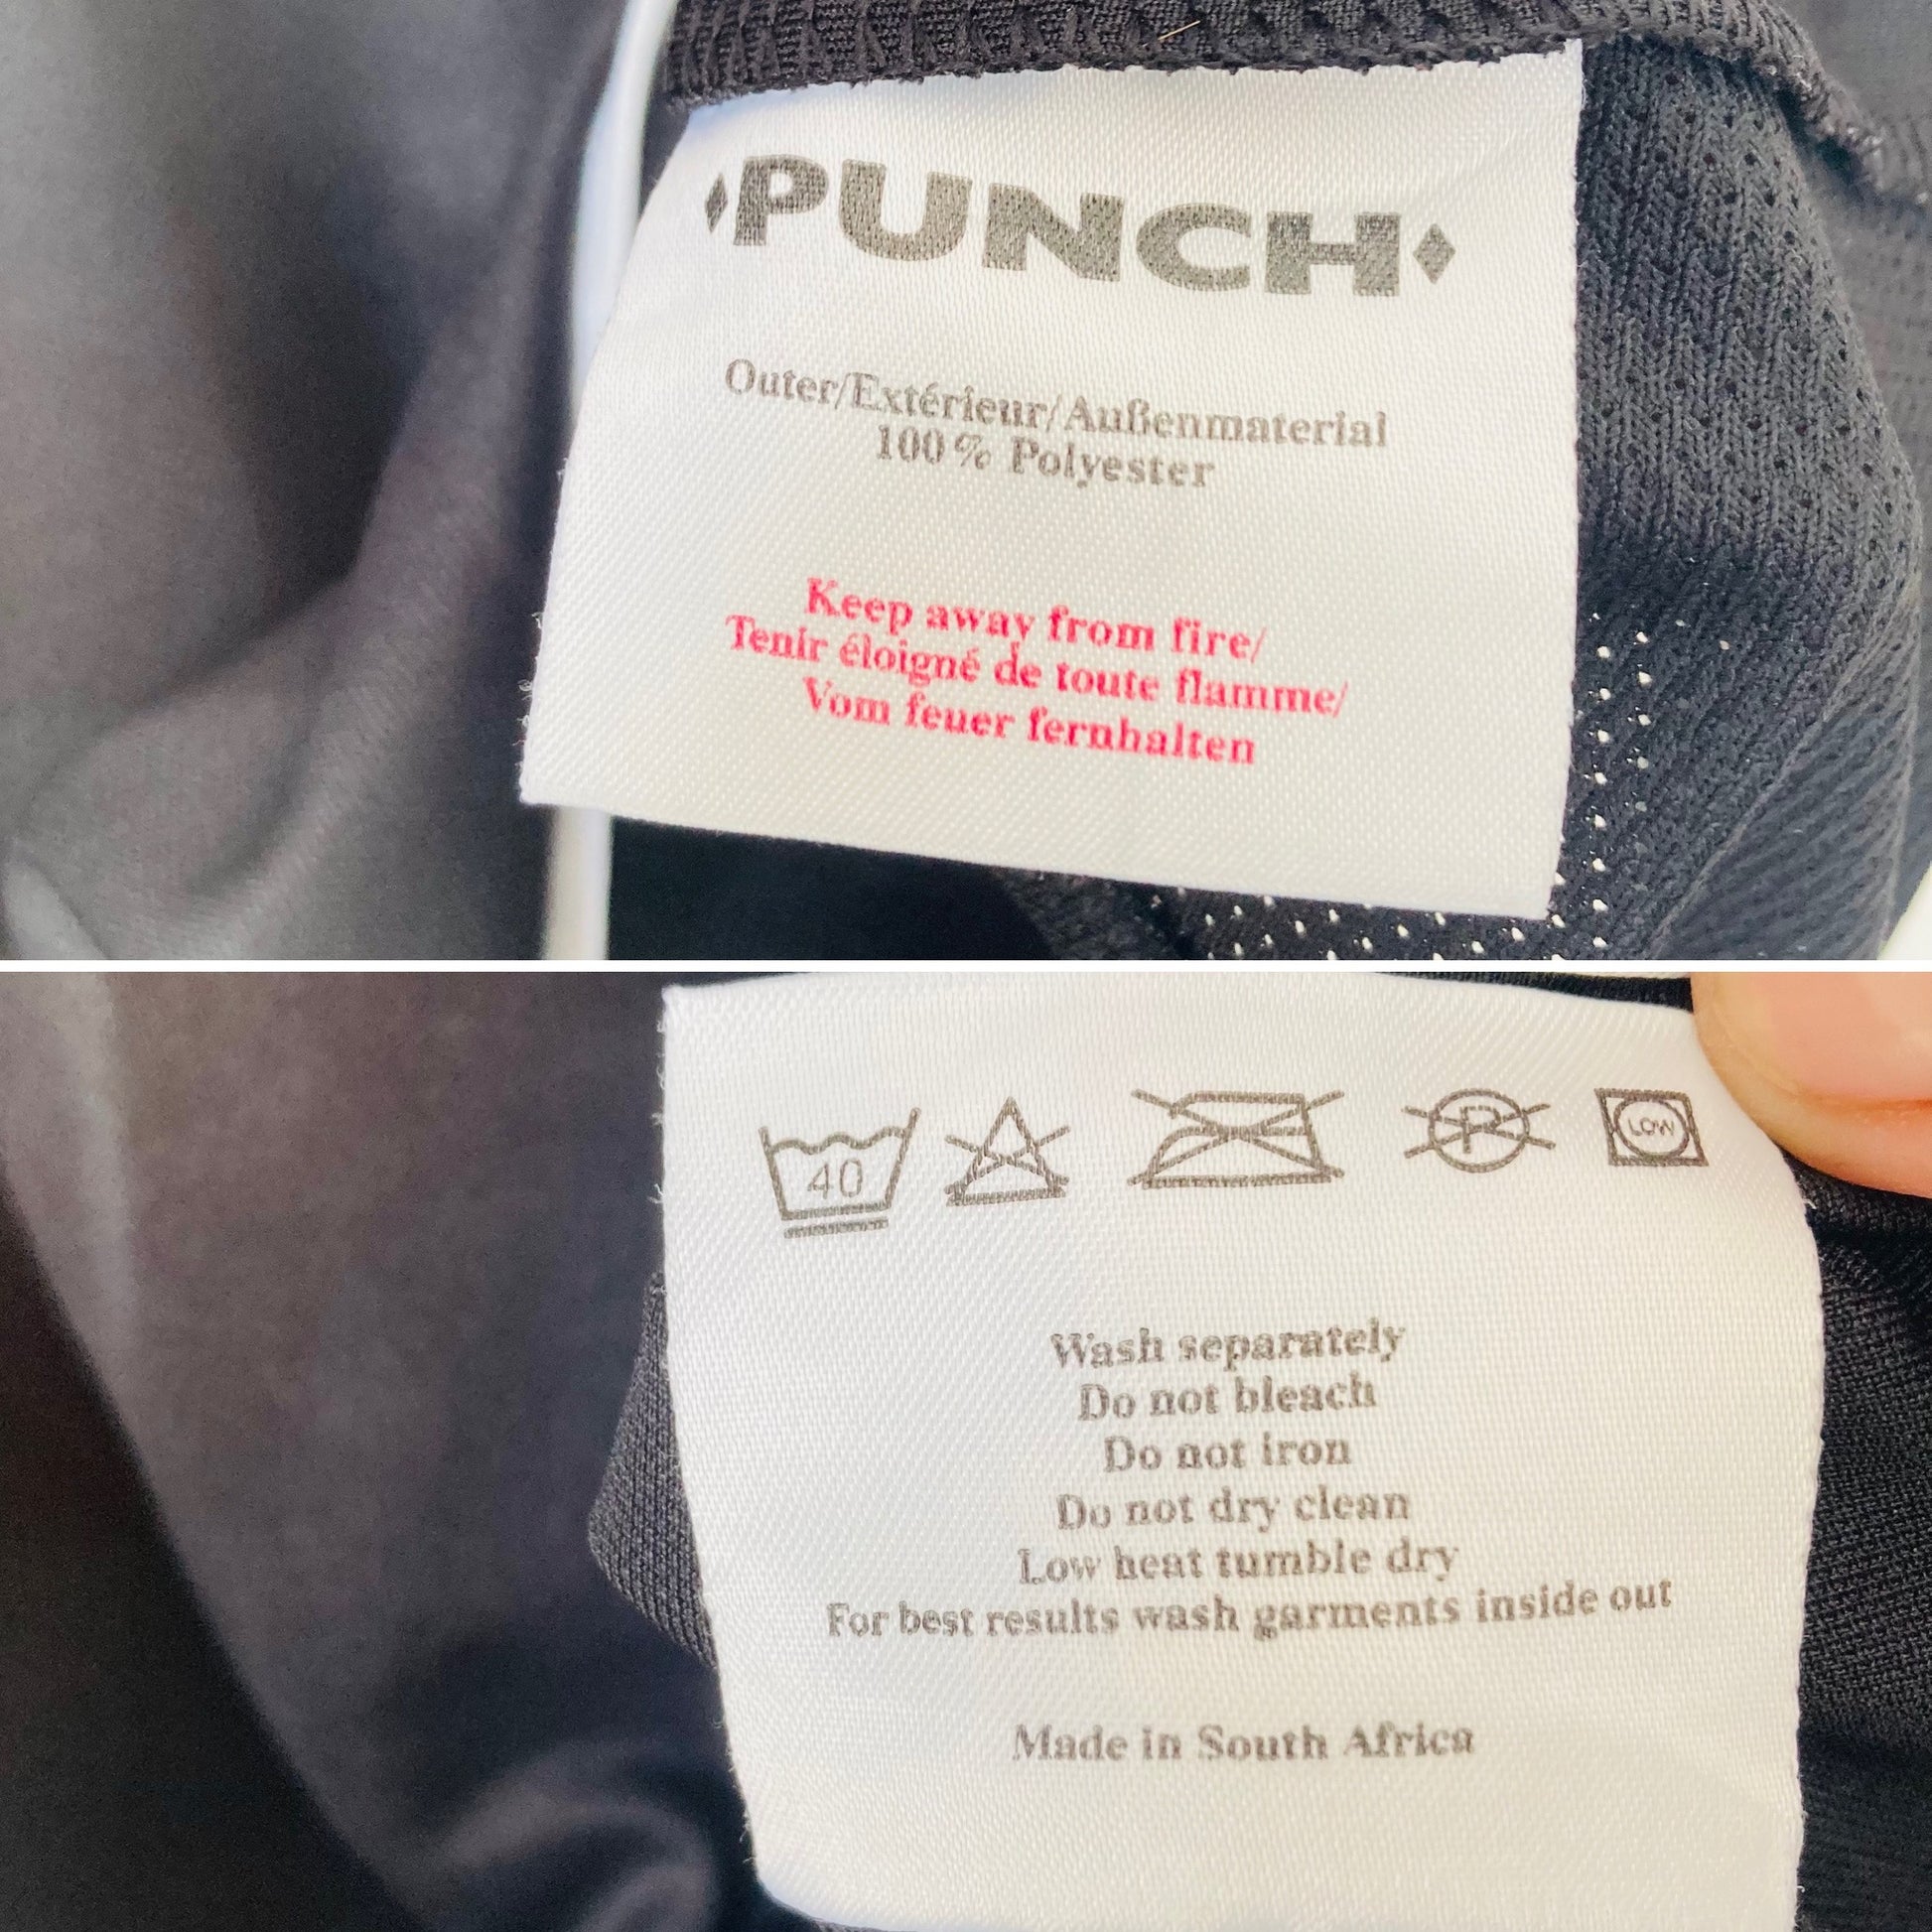 PUNCH
Outer/Extérieur/Außenmaterial
100% Polyester
Keep away from fire/
Tenir éloigné de toute flamme/
Vom feuer fernhalten
40 P LOW
Wash separately
Do not bleach
Do not iron
Do not dry clean
Low heat tumble dry
For best results wash garments inside out
Made in South Africa